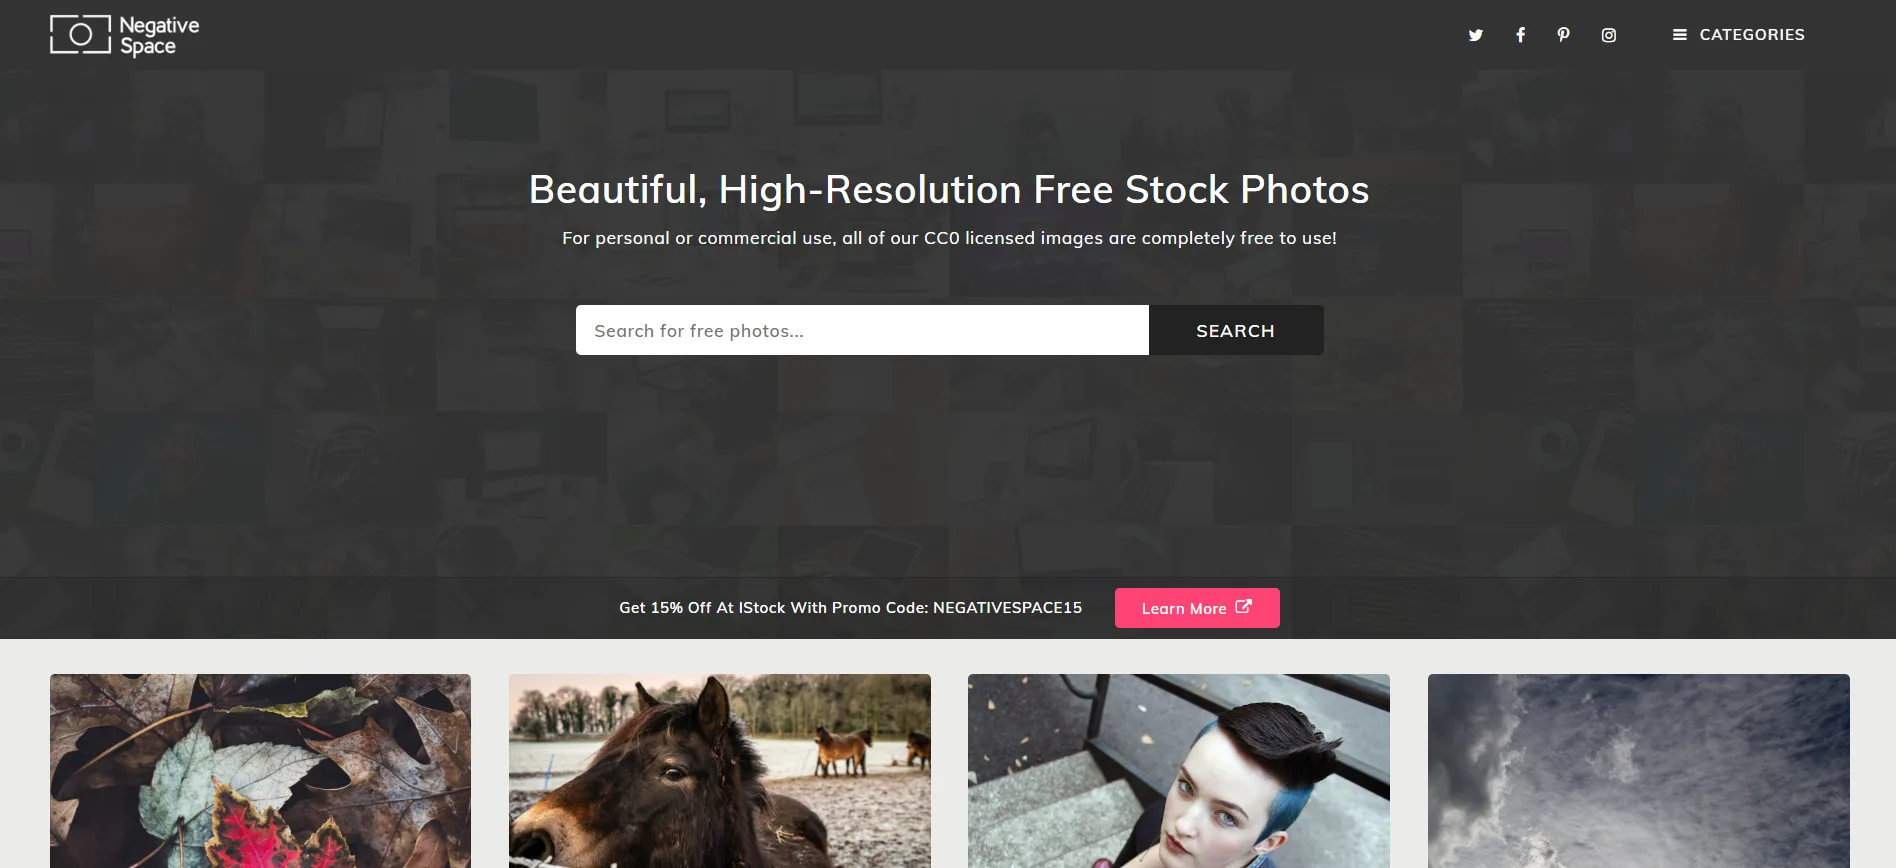 Negative
Space
CATEGORIES
Beautiful, High-Resolution Free Stock Photos
For personal or commercial use, all of our CC0 licensed images are completely free to use!
Search for free photos...
SEARCH
Get 15% Off At IStock With Promo Code: NEGATIVESPACE15
Learn More